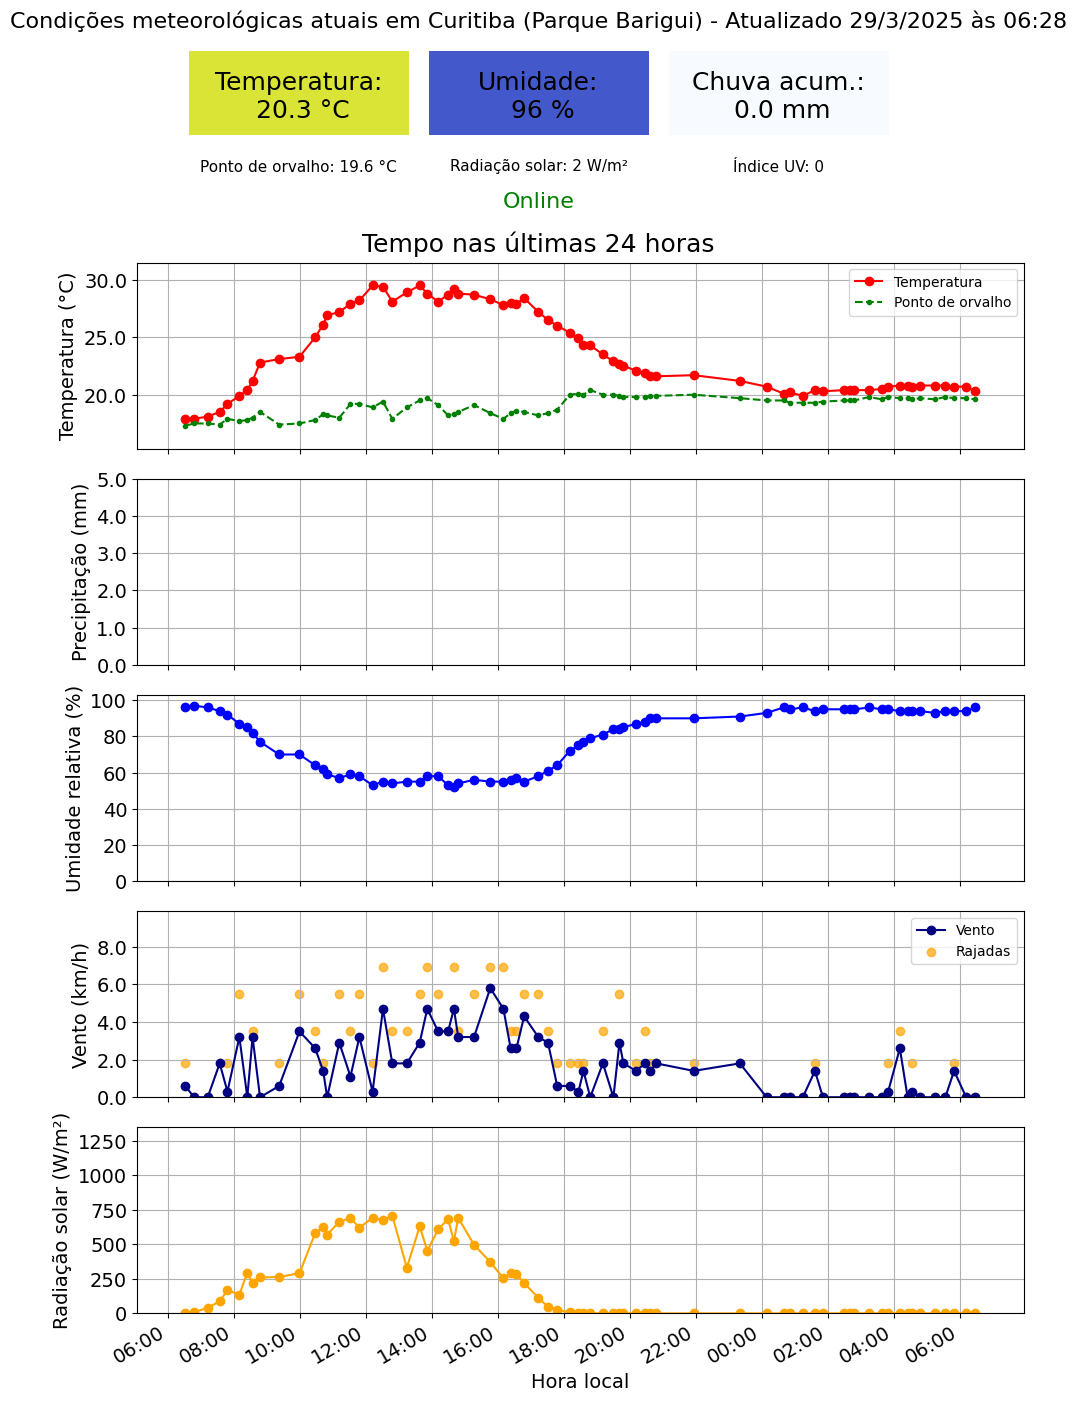 Condições meteorológicas atuais em Curitiba (Parque Barigui) - Atualizado 29/3/2025 às 06:28
Temperatura:
20.3 °C
Umidade:
96 %
Chuva acum.:
0.0 mm
Ponto de orvalho: 19.6 °C
Radiação solar: 2 W/m²
Índice UV: 0
Online
Tempo nas últimas 24 horas
Temperatura (°C)
30.0
25.0
20.0
Temperatura
Ponto de orvalho
Precipitação (mm)
5.0
4.0
3.0
2.0
1.0
0.0
Umidade relativa (%)
100
80
60
40
20
0
Vento (km/h)
8.0
6.0
4.0
2.0
0.0
Vento
Rajadas
Radiação solar (W/m²)
1250
1000
750
500
250
0
06:00
08:00
10:00
12:00
14:00
16:00
18:00
20:00
22:00
00:00
02:00
04:00
06:00
Hora local